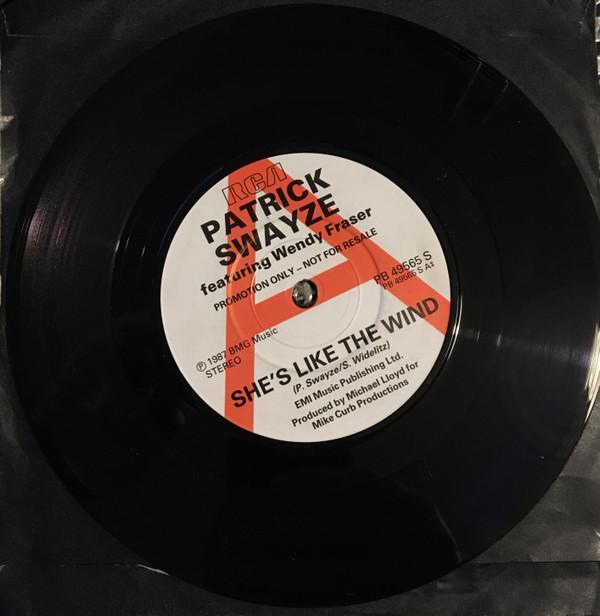 RCA
PATRICK
SWAYZE
featuring Wendy Fraser
PROMOTION ONLY – NOT FOR RESALE
PB 49565 S
PB 49565 S A‡
℗ 1987 BMG Music
STEREO
SHE'S LIKE THE WIND
(P. Swayze/S. Widelitz)
EMI Music Publishing Ltd.
Produced by Michael Lloyd for
Mike Curb Productions
A